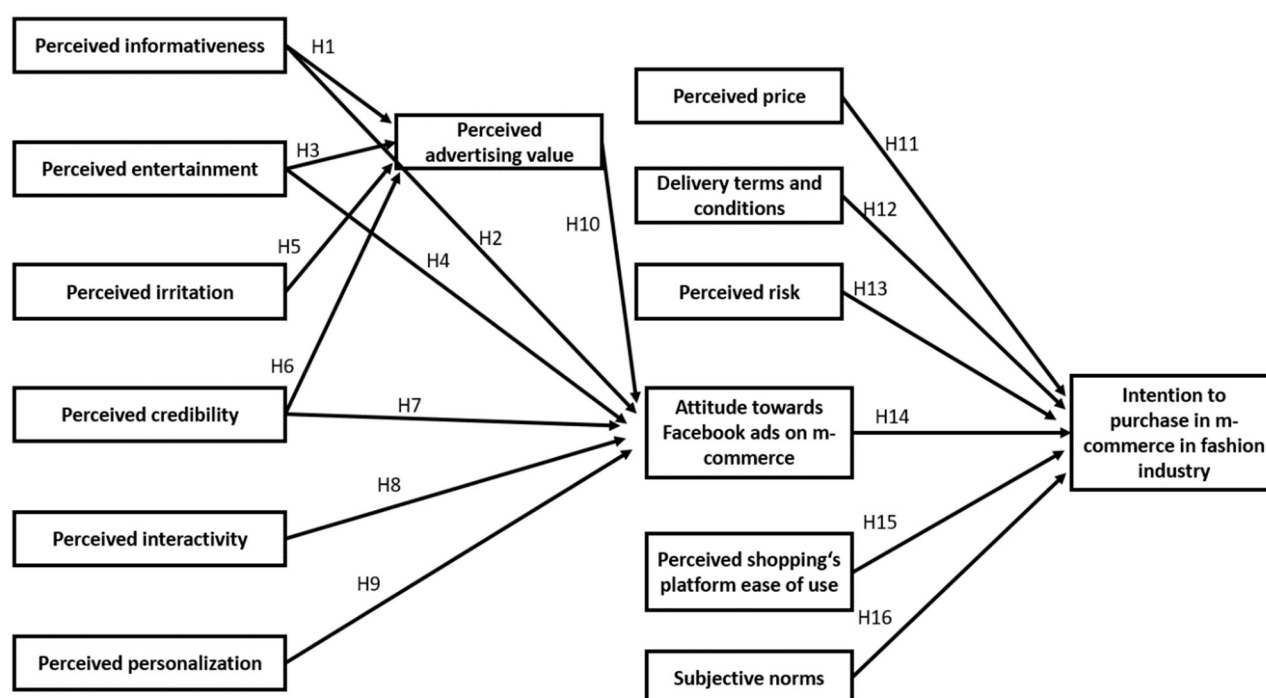 Perceived informativeness
H1
Perceived price
Perceived
advertising value
H11
Perceived entertainment
H3
Delivery terms and
conditions
H12
H10
H2
H5
H4
Perceived irritation
Perceived risk
H13
H6
Perceived credibility
H7
Attitude towards
Facebook ads on m-
commerce
H14
Intention to
purchase in m-
commerce in fashion
industry
H8
Perceived interactivity
H15
Perceived shopping‘s
platform ease of use
H9
H16
Perceived personalization
Subjective norms